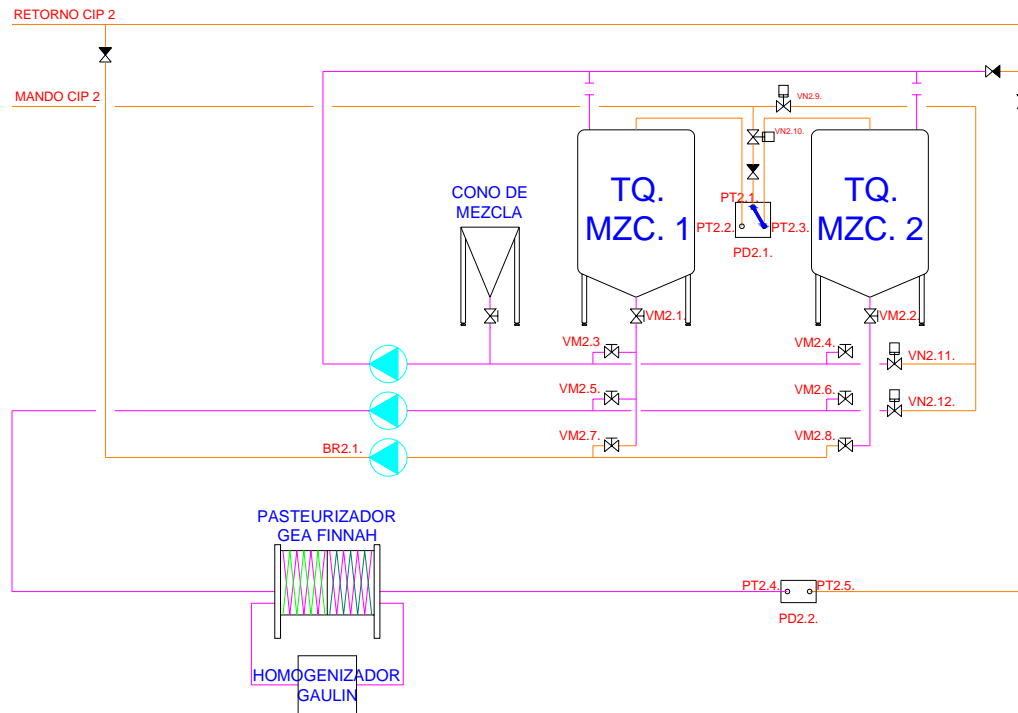 RETORNO CIP 2
MANDO CIP 2
VN2.9.
VN2.10.
CONO DE
MEZCLA
TQ.
MZC. 1
PT2.1.
PT2.2.
PT2.3.
PD2.1.
TQ.
MZC. 2
VM2.1.
VM2.2.
VM2.3
VM2.4.
VN2.11.
VM2.5.
VM2.6.
VN2.12.
VM2.7.
VM2.8.
BR2.1.
PASTEURIZADOR
GEA FINNAH
PT2.4.
PT2.5.
PD2.2.
HOMOGENIZADOR
GAULIN